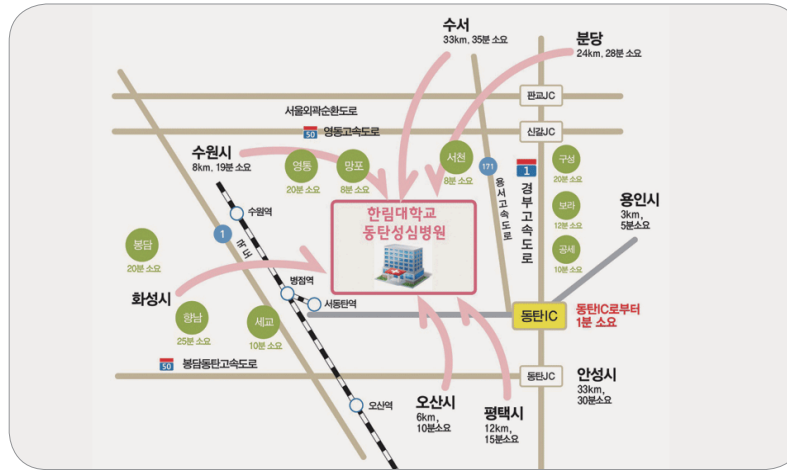 수서
33km, 35분 소요
분당
24km, 28분 소요
판교JC
서울외곽순환도로
50 영동고속도로
신갈JC
수원시
8km, 19분 소요
영통
20분 소요
망포
8분 소요
서천
8분 소요
171
용서고속도로
1
경부고속도로
구성
20분 소요
보라
12분 소요
공세
10분 소요
용인시
3km,
5분소요
한림대학교
동탄성심병원
수원역
1
국도
봉담
20분 소요
병점역
서동탄역
화성시
향남
25분 소요
세교
10분 소요
동탄IC
동탄IC로부터
1분 소요
50 봉담동탄고속도로
동탄JC
오산역
오산시
6km,
10분소요
평택시
12km,
15분소요
안성시
33km,
30분소요